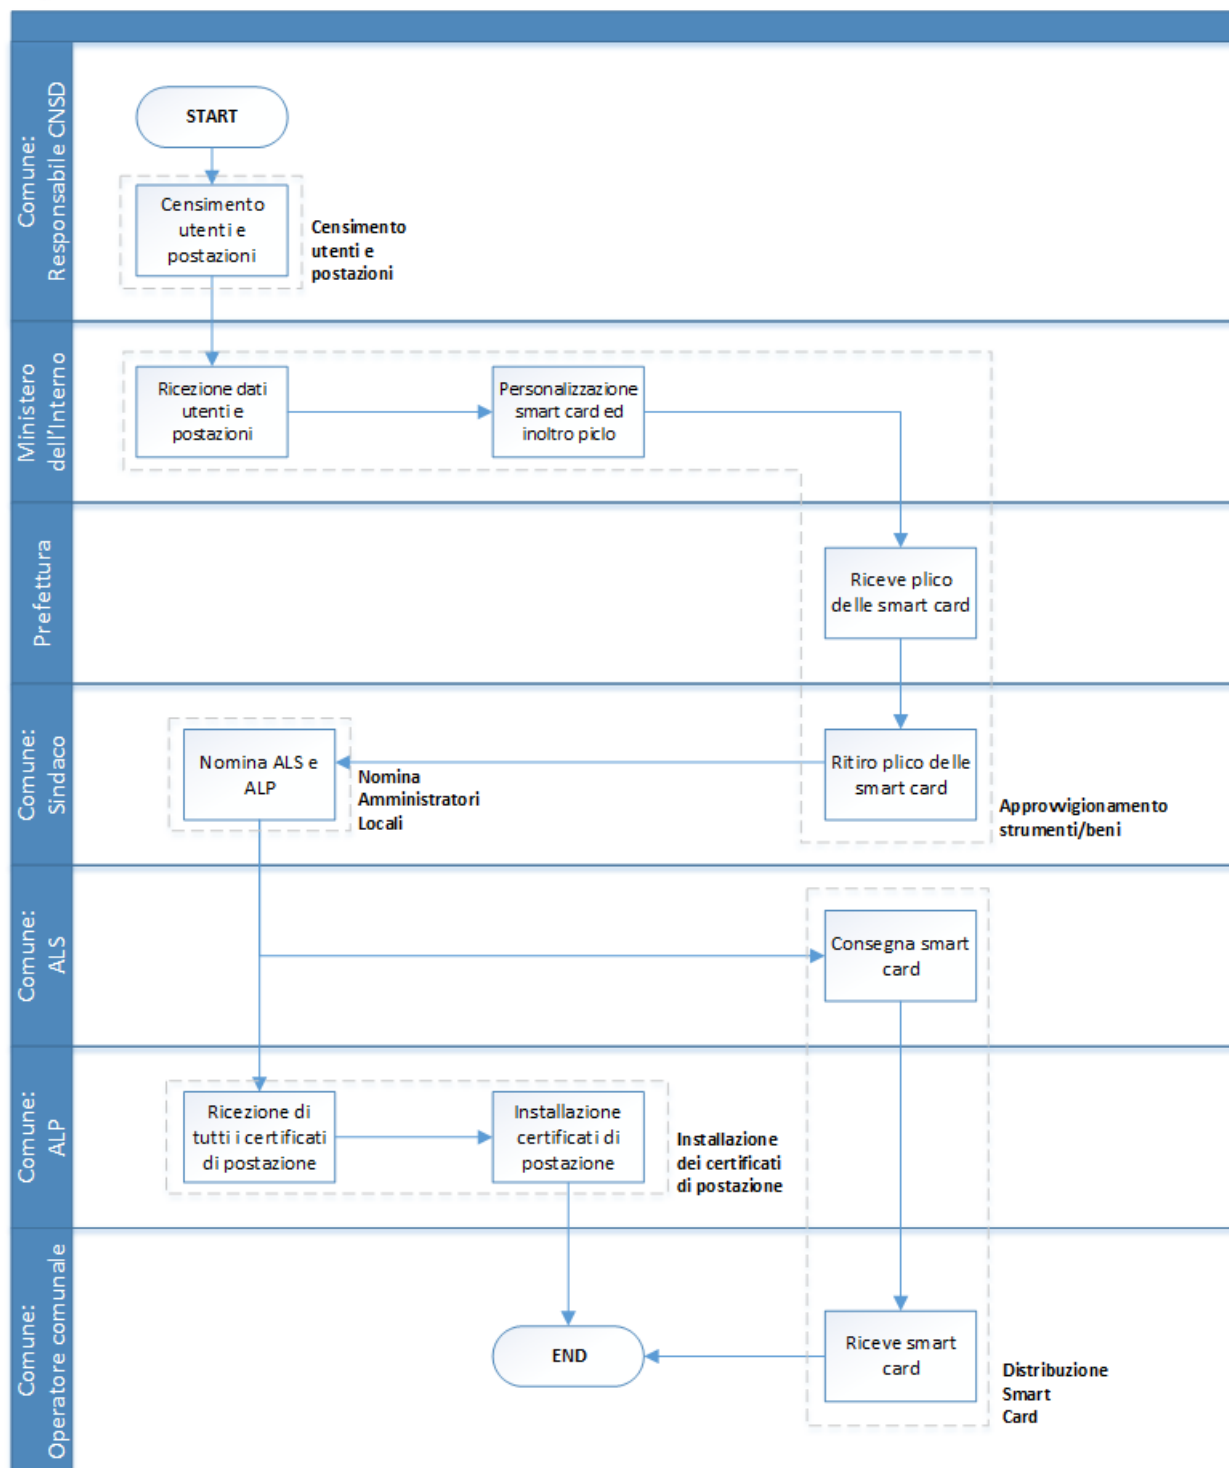 Comune:
Responsabile CNSD
START
Censimento
utenti e
postazioni
Censimento
utenti e
postazioni
Ministero
dell'Interno
Ricezione dati
utenti e
postazioni
Personalizzazione
smart card ed
inoltro piclo
Prefettura
Riceve plico
delle smart card
Comune:
Sindaco
Nomina ALS e
ALP
Nomina
Amministratori
Locali
Ritiro plico delle
smart card
Approvvigionamento
strumenti/beni
Comune:
ALS
Consegna smart
card
Comune:
ALP
Ricezione di
tutti i certificati
di postazione
Installazione
certificati di
postazione
Installazione
dei certificati
di postazione
Comune:
Operatore comunale
END
Riceve smart
card
Distribuzione
Smart
Card